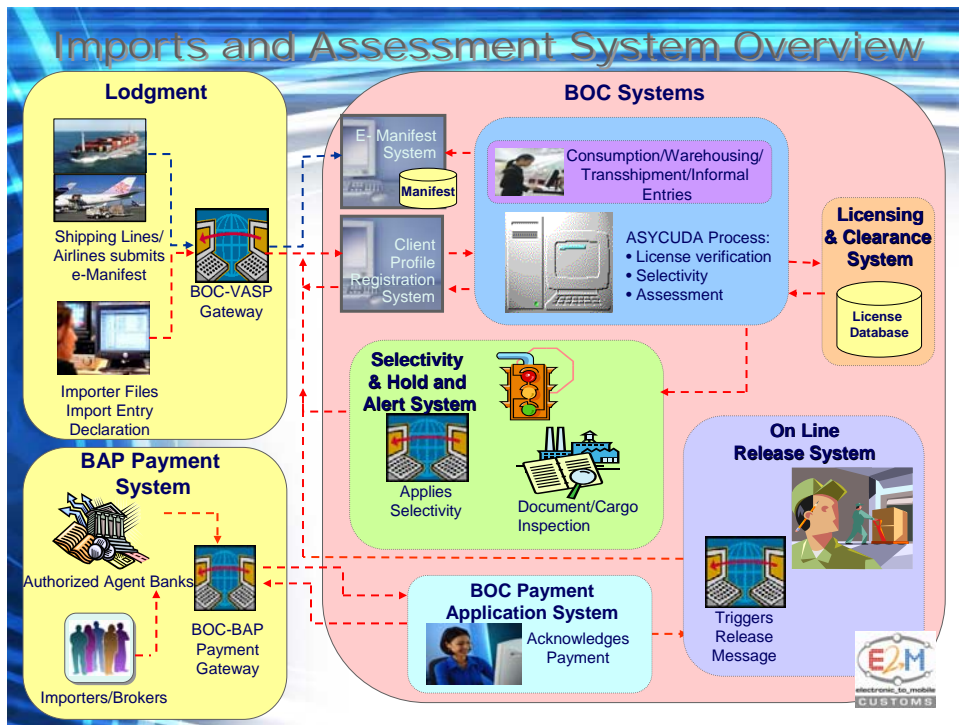 Imports and Assessment System Overview
Lodgment
Shipping Lines/
Airlines submits
e-Manifest
BOC-VASP
Gateway
Importer Files
Import Entry
Declaration
BAP Payment
System
Authorized Agent Banks
BOC-BAP
Payment
Gateway
Importers/Brokers
BOC Systems
E- Manifest
System
Manifest
Client
Profile
Registration
System
Consumption/Warehousing/
Transshipment/Informal
Entries
ASYCUDA Process:
• License verification
• Selectivity
• Assessment
Licensing
& Clearance
System
License
Database
Selectivity
& Hold and
Alert System
Applies
Selectivity
Document/Cargo
Inspection
On Line
Release System
Triggers
Release
Message
BOC Payment
Application System
Acknowledges
Payment
E2M
electronic_to_mobile
CUSTOMS